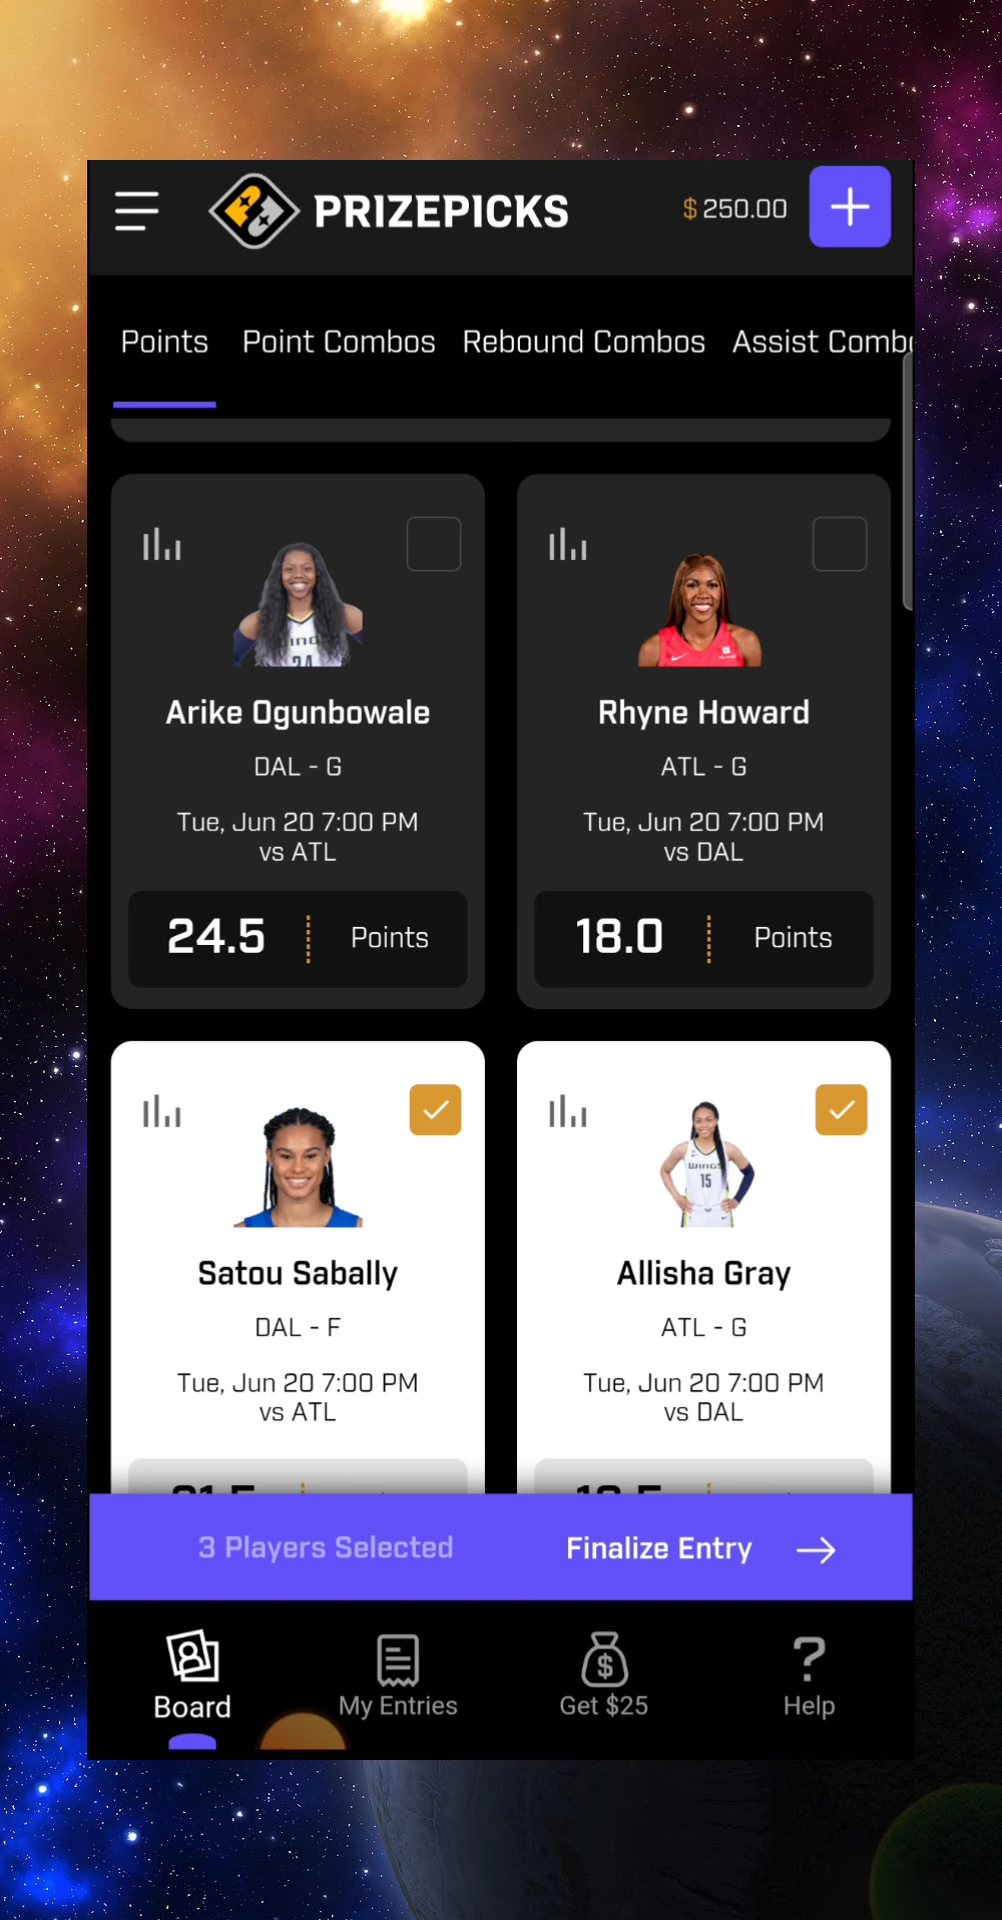 PRIZEPICKS
$ 250.00
Points Point Combos Rebound Combos Assist
Arike Ogunbowale
DAL - G
Tue, Jun 20 7:00 PM
vs ATL
24.5 Points
Rhyne Howard
ATL - G
Tue, Jun 20 7:00 PM
vs DAL
18.0 Points
WINGS
15
Satou Sabally
DAL - F
Tue, Jun 20 7:00 PM
vs ATL
Allisha Gray
ATL - G
Tue, Jun 20 7:00 PM
vs DAL
3 Players Selected Finalize Entry
Board
My Entries
Get $25
Help